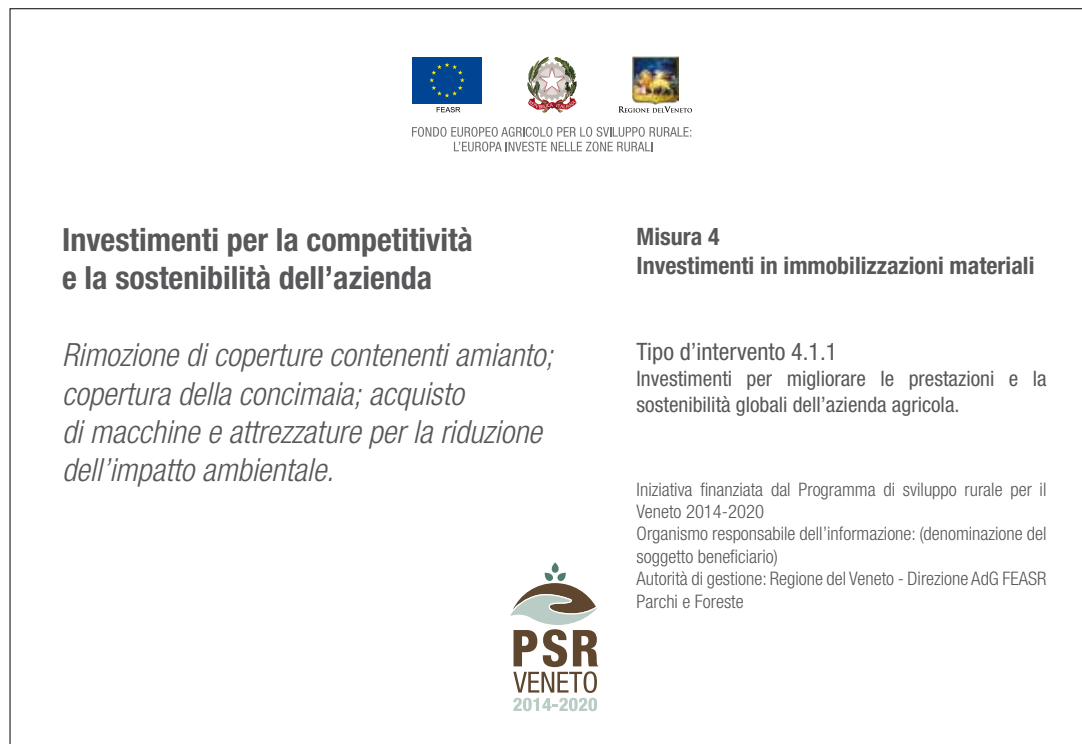 FEASR
REPVBBLICA ITALIANA
REGIONE DEL VENETO
FONDO EUROPEO AGRICOLO PER LO SVILUPPO RURALE:
L'EUROPA INVESTE NELLE ZONE RURALI
Investimenti per la competitività
e la sostenibilità dell'azienda
Rimozione di coperture contenenti amianto;
copertura della concimaia; acquisto
di macchine e attrezzature per la riduzione
dell'impatto ambientale.
Misura 4
Investimenti in immobilizzazioni materiali
Tipo d'intervento 4.1.1
Investimenti per migliorare le prestazioni e la
sostenibilità globali dell'azienda agricola.
Iniziativa finanziata dal Programma di sviluppo rurale per il
Veneto 2014-2020
Organismo responsabile dell'informazione: (denominazione del
soggetto beneficiario)
Autorità di gestione: Regione del Veneto - Direzione AdG FEASR
Parchi e Foreste
PSR
VENETO
2014-2020